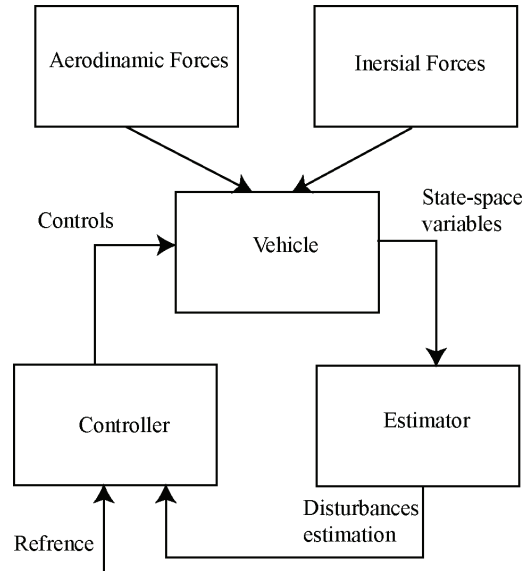 Aerodinamic Forces
Inersial Forces
Controls
Vehicle
State-space
variables
Controller
Estimator
Disturbances
estimation
Refrence